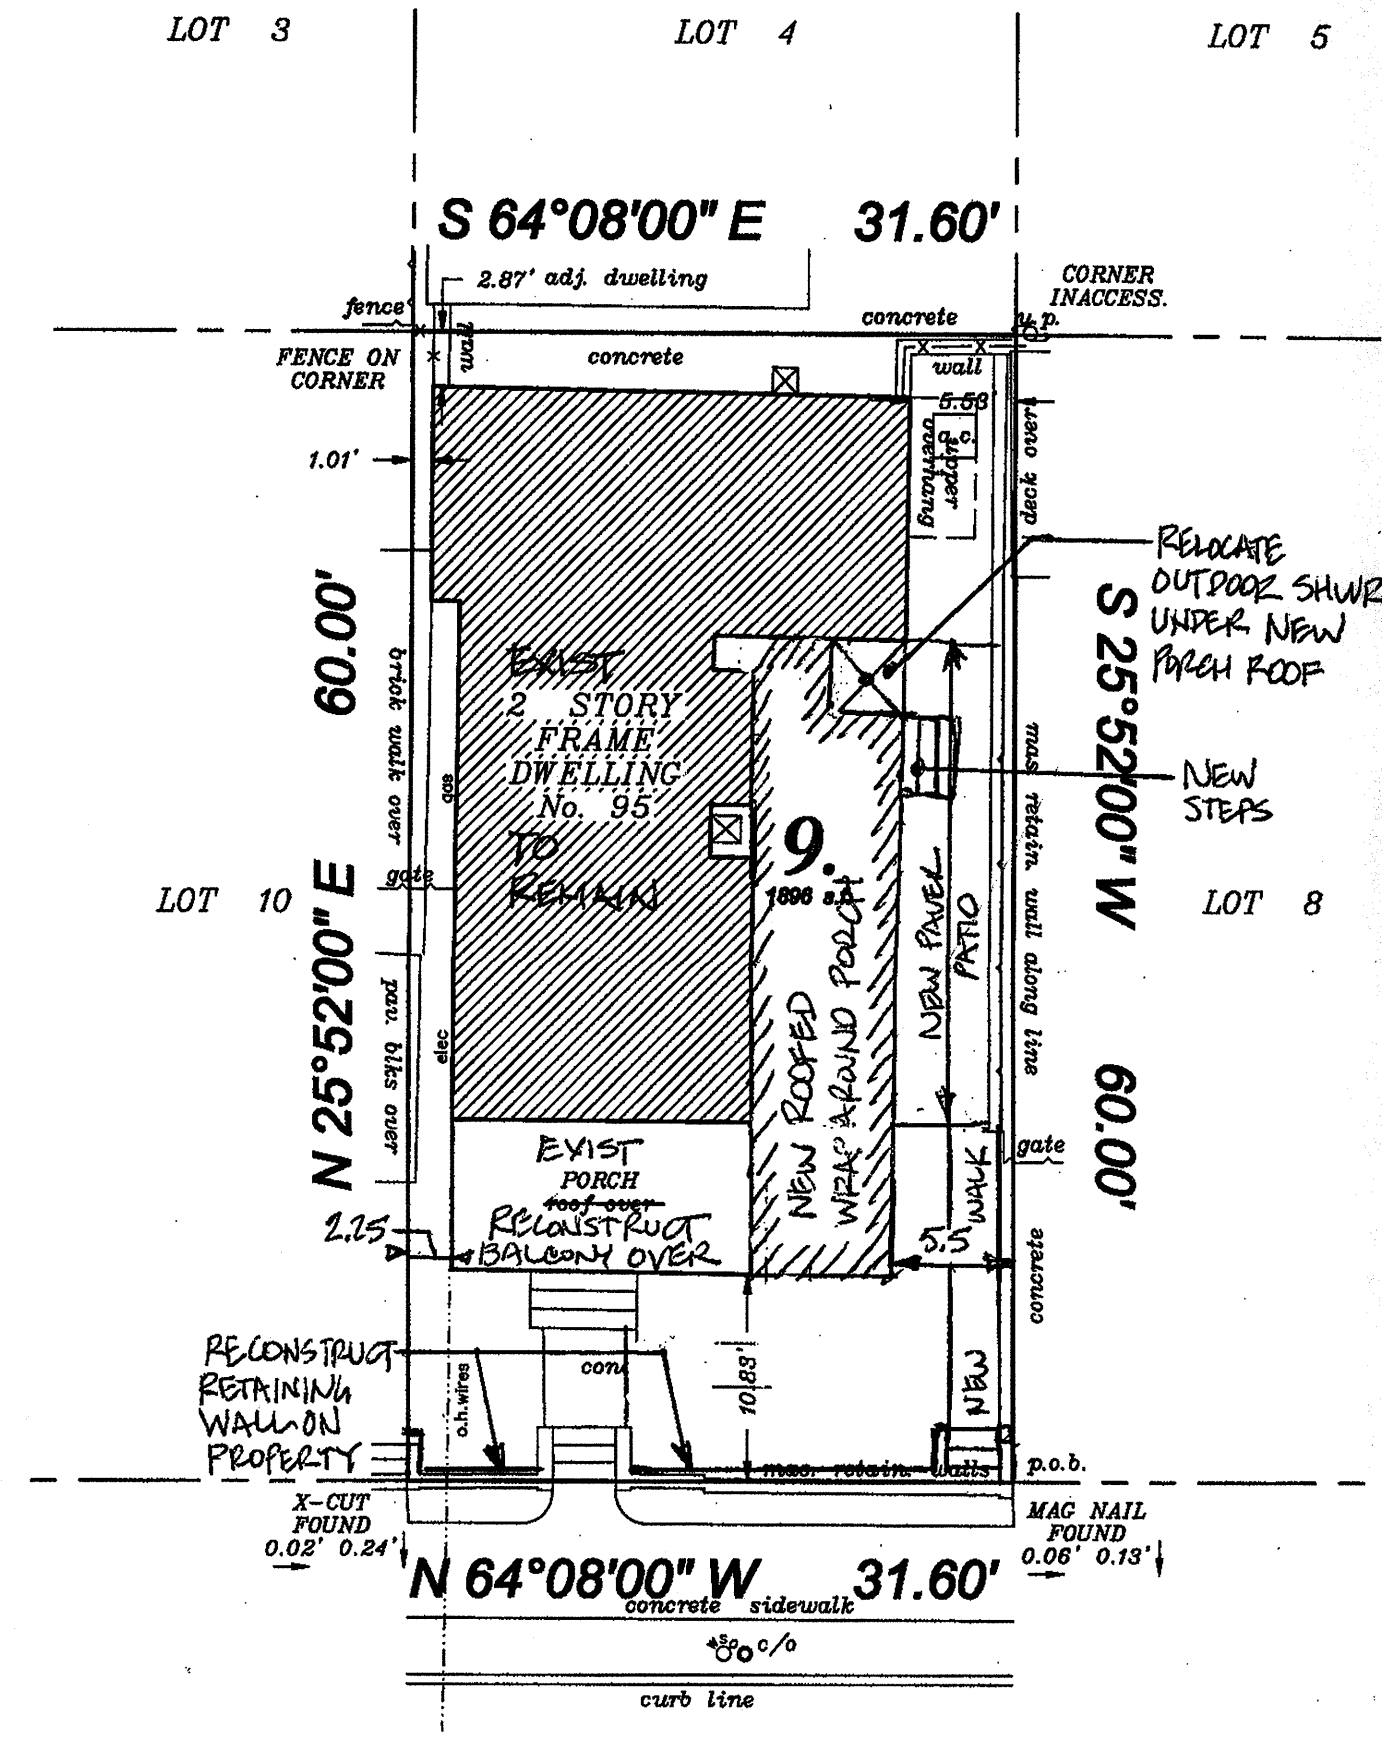 LOT 3
LOT 4
LOT 5
S 64°08'00" E 31.60'
2.87' adj. dwelling
CORNER
INACCESS.
fence
concrete
u.p.
wall
FENCE ON
CORNER
concrete
wall
5.53'
a.c.
upper
overhang
deck over
1.01'
RELOCATE
OUTDOOR SHWR
UNDER NEW
PORCH ROOF
N 25°52'00" E 60.00'
brick walk over
gas
EXIST
2 STORY
FRAME
DWELLING
No. 95
TO
REMAIN
9.
1896 s.f.
NEW ROOFED
WRAP AROUND PORCH
NEW PAVER
PATIO
mas retain. wall along line
S 25°52'00" W 60.00'
NEW
STEPS
gate
LOT 10
LOT 8
pav. blks over
elec
EXIST
PORCH
roof over
RECONSTRUCT
BALCONY OVER
gate
NEW WALK
concrete
2.25
5.5
10.83'
RECONSTRUCT
RETAINING
WALL ON
PROPERTY
o.h.wires
conc
mas. retain. walls
p.o.b.
X-CUT
FOUND
0.02' 0.24'
MAG NAIL
FOUND
0.06' 0.13'
N 64°08'00" W 31.60'
concrete sidewalk
c/o
curb line